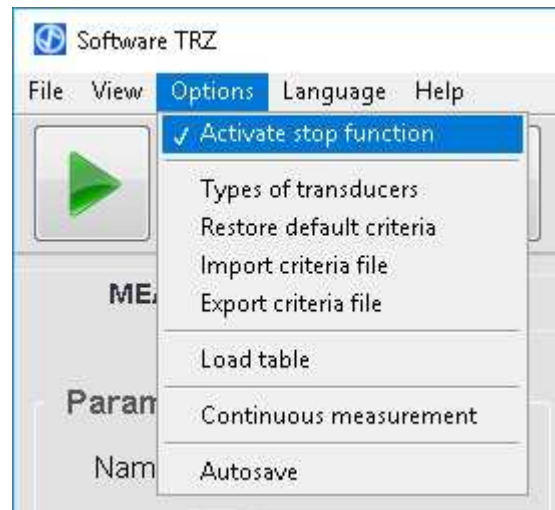 Software TRZ
File View Options Language Help
✓ Activate stop function
Types of transducers
Restore default criteria
Import criteria file
Export criteria file
Load table
Continuous measurement
Autosave